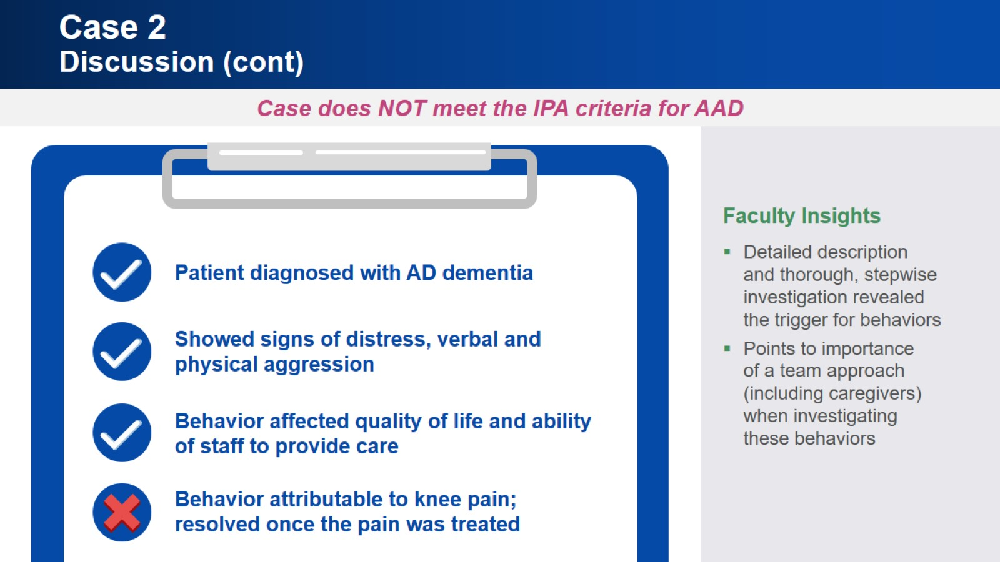 Case 2
Discussion (cont)
Case does NOT meet the IPA criteria for AAD
Patient diagnosed with AD dementia
Showed signs of distress, verbal and
physical aggression
Behavior affected quality of life and ability
of staff to provide care
Behavior attributable to knee pain;
resolved once the pain was treated
Faculty Insights
▪ Detailed description
and thorough, stepwise
investigation revealed
the trigger for behaviors
▪ Points to importance
of a team approach
(including caregivers)
when investigating
these behaviors